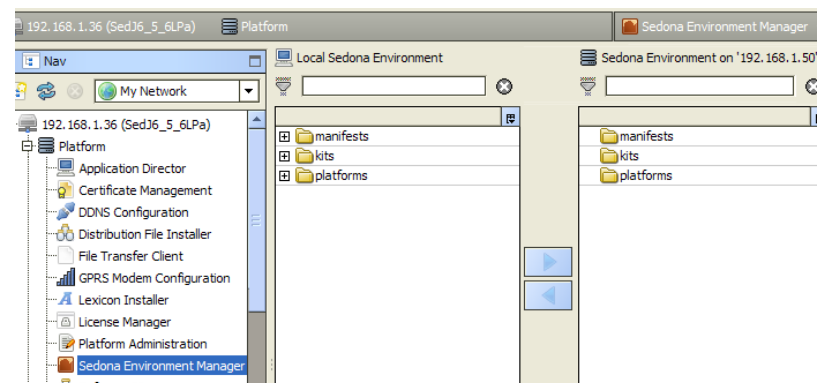 192.168.1.36 (SedJ6_5_6LPa) Platform Sedona Environment Manager
Nav
My Network
192.168.1.36 (SedJ6_5_6LPa)
Platform
Application Director
Certificate Management
DDNS Configuration
Distribution File Installer
File Transfer Client
GPRS Modem Configuration
Lexicon Installer
License Manager
Platform Administration
Sedona Environment Manager
Local Sedona Environment
manifests
kits
platforms
Sedona Environment on '192.168.1.50'
manifests
kits
platforms